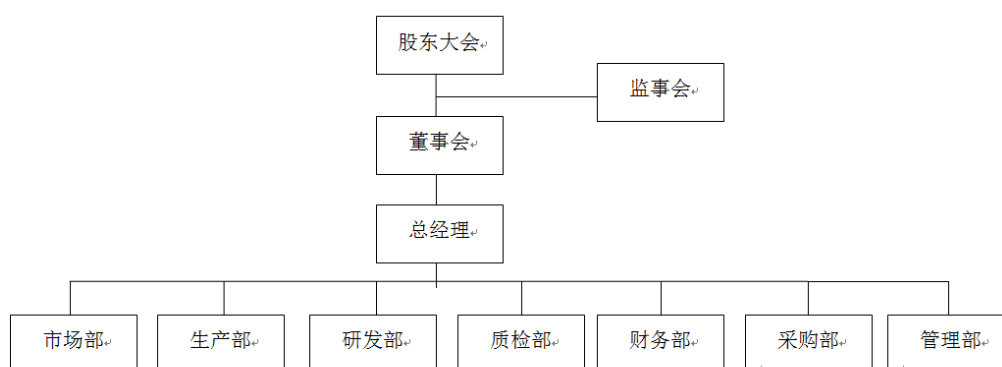 股东大会
监事会
董事会
总经理
市场部
生产部
研发部
质检部
财务部
采购部
管理部